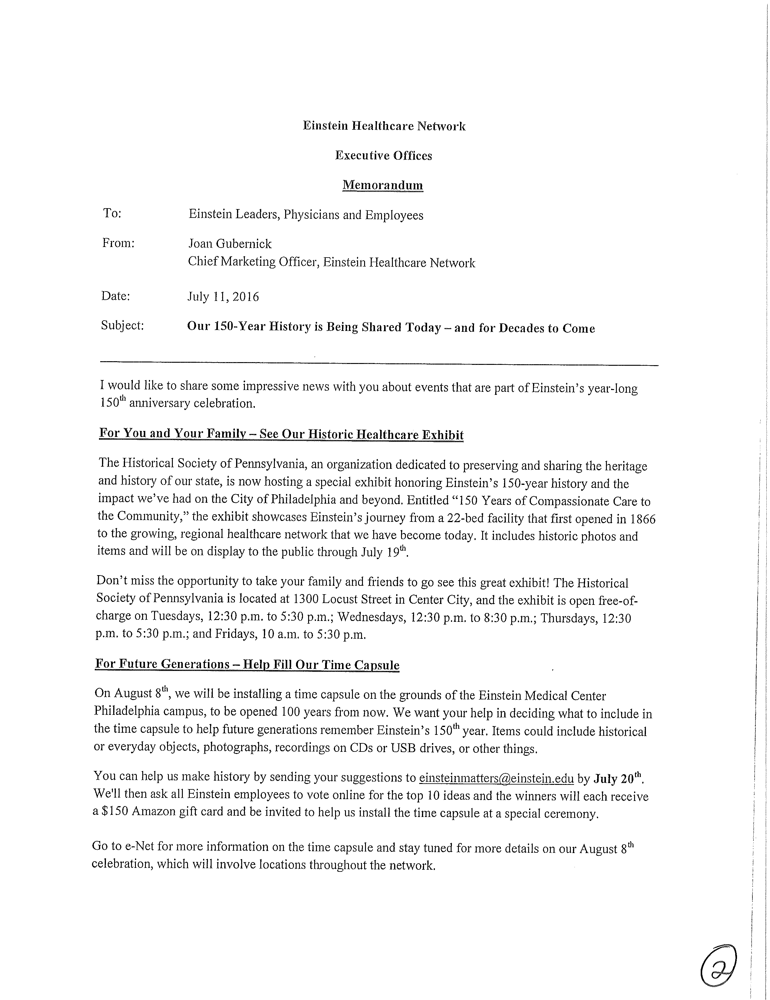 Einstein Healthcare Network
Executive Offices
Memorandum
To: Einstein Leaders, Physicians and Employees
From: Joan Gubernick
Chief Marketing Officer, Einstein Healthcare Network
Date: July 11, 2016
Subject: Our 150-Year History is Being Shared Today – and for Decades to Come
I would like to share some impressive news with you about events that are part of Einstein's year-long
150th anniversary celebration.
For You and Your Family – See Our Historic Healthcare Exhibit
The Historical Society of Pennsylvania, an organization dedicated to preserving and sharing the heritage
and history of our state, is now hosting a special exhibit honoring Einstein's 150-year history and the
impact we've had on the City of Philadelphia and beyond. Entitled "150 Years of Compassionate Care to
the Community," the exhibit showcases Einstein's journey from a 22-bed facility that first opened in 1866
to the growing, regional healthcare network that we have become today. It includes historic photos and
items and will be on display to the public through July 19th.
Don't miss the opportunity to take your family and friends to go see this great exhibit! The Historical
Society of Pennsylvania is located at 1300 Locust Street in Center City, and the exhibit is open free-of-
charge on Tuesdays, 12:30 p.m. to 5:30 p.m.; Wednesdays, 12:30 p.m. to 8:30 p.m.; Thursdays, 12:30
p.m. to 5:30 p.m.; and Fridays, 10 a.m. to 5:30 p.m.
For Future Generations – Help Fill Our Time Capsule
On August 8th, we will be installing a time capsule on the grounds of the Einstein Medical Center
Philadelphia campus, to be opened 100 years from now. We want your help in deciding what to include in
the time capsule to help future generations remember Einstein's 150th year. Items could include historical
or everyday objects, photographs, recordings on CDs or USB drives, or other things.
You can help us make history by sending your suggestions to einsteinmatters@einstein.edu by July 20th.
We'll then ask all Einstein employees to vote online for the top 10 ideas and the winners will each receive
a $150 Amazon gift card and be invited to help us install the time capsule at a special ceremony.
Go to e-Net for more information on the time capsule and stay tuned for more details on our August 8th
celebration, which will involve locations throughout the network.
2